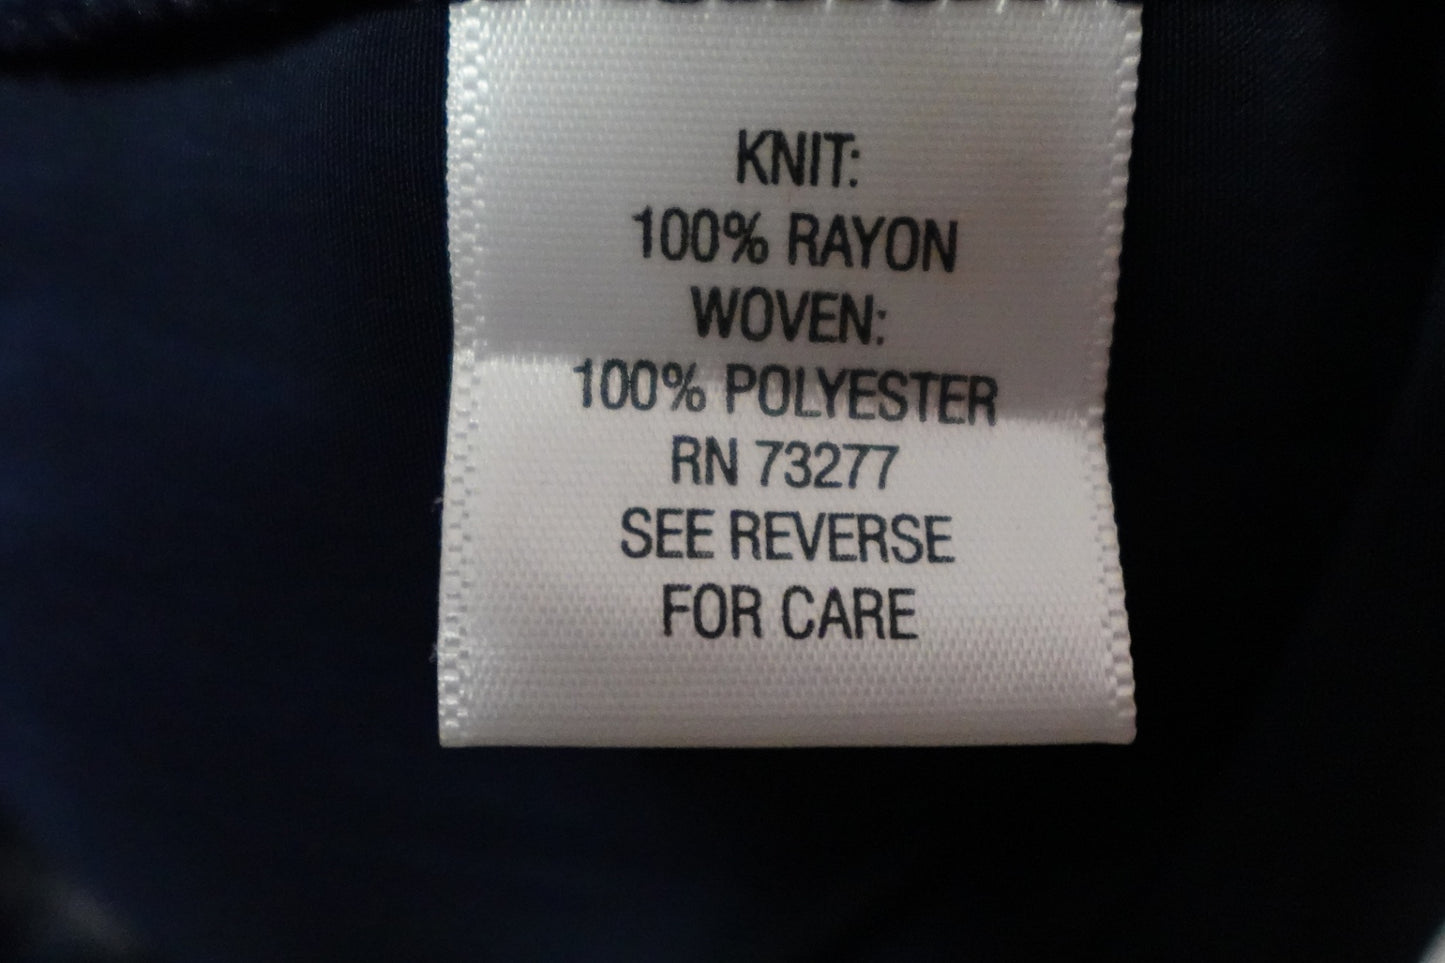 KNIT:
100% RAYON
WOVEN:
100% POLYESTER
RN 73277
SEE REVERSE
FOR CARE